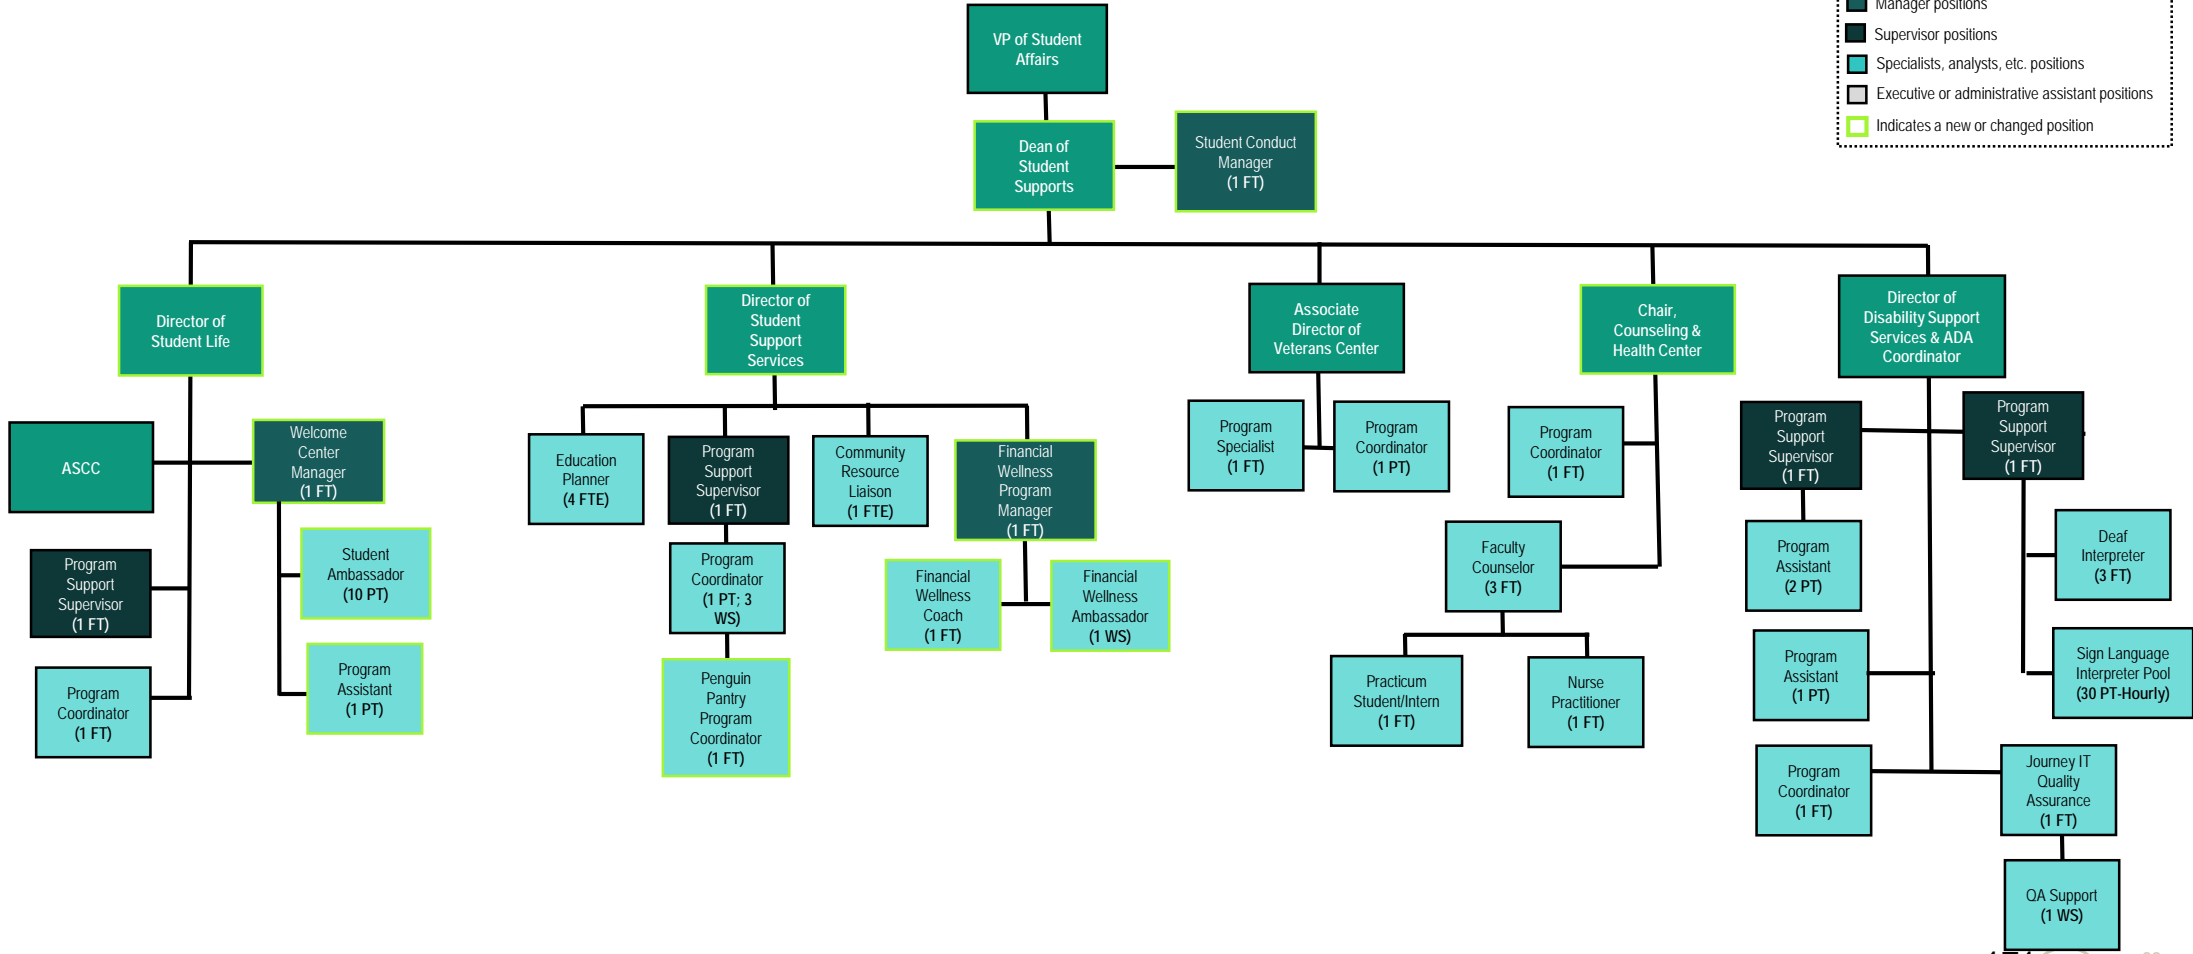 Manager positions
Supervisor positions
Specialists, analysts, etc. positions
Executive or administrative assistant positions
Indicates a new or changed position
VP of Student
Affairs
Dean of
Student
Supports
Student Conduct
Manager
(1 FT)
Director of
Student Life
Director of
Student
Support
Services
Associate
Director of
Veterans Center
Chair,
Counseling &
Health Center
Director of
Disability Support
Services & ADA
Coordinator
ASCC
Welcome
Center
Manager
(1 FT)
Student
Ambassador
(10 PT)
Program
Support
Supervisor
(1 FT)
Program
Assistant
(1 PT)
Program
Coordinator
(1 FT)
Education
Planner
(4 FTE)
Program
Support
Supervisor
(1 FT)
Community
Resource
Liaison
(1 FTE)
Financial
Wellness
Program
Manager
(1 FT)
Program
Coordinator
(1 PT; 3
WS)
Penguin
Pantry
Program
Coordinator
(1 FT)
Financial
Wellness
Coach
(1 FT)
Financial
Wellness
Ambassador
(1 WS)
Program
Specialist
(1 FT)
Program
Coordinator
(1 PT)
Program
Coordinator
(1 FT)
Faculty
Counselor
(3 FT)
Practicum
Student/Intern
(1 FT)
Nurse
Practitioner
(1 FT)
Program
Support
Supervisor
(1 FT)
Program
Support
Supervisor
(1 FT)
Program
Assistant
(2 PT)
Deaf
Interpreter
(3 FT)
Program
Assistant
(1 PT)
Sign Language
Interpreter Pool
(30 PT-Hourly)
Program
Coordinator
(1 FT)
Journey IT
Quality
Assurance
(1 FT)
QA Support
(1 WS)